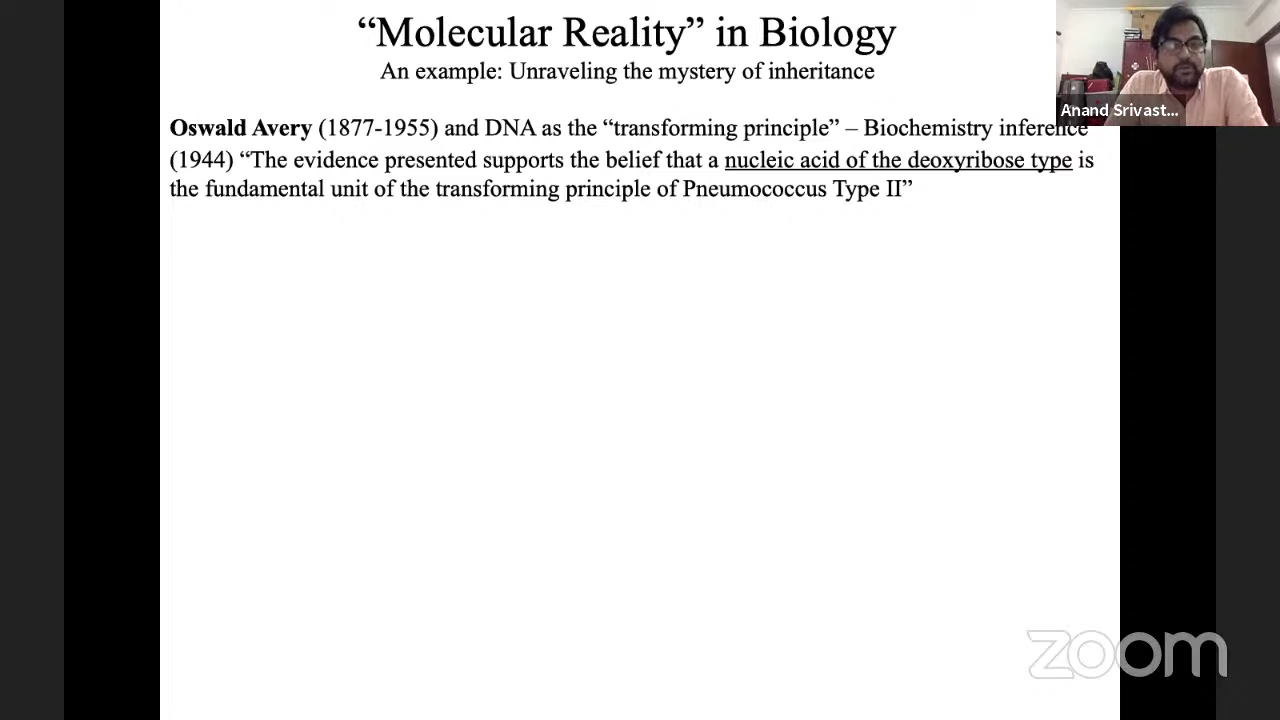 “Molecular Reality” in Biology
An example: Unraveling the mystery of inheritance
Anand Srivast...
Oswald Avery (1877-1955) and DNA as the “transforming principle” – Biochemistry inference
(1944) “The evidence presented supports the belief that a nucleic acid of the deoxyribose type is
the fundamental unit of the transforming principle of Pneumococcus Type II”
zoom